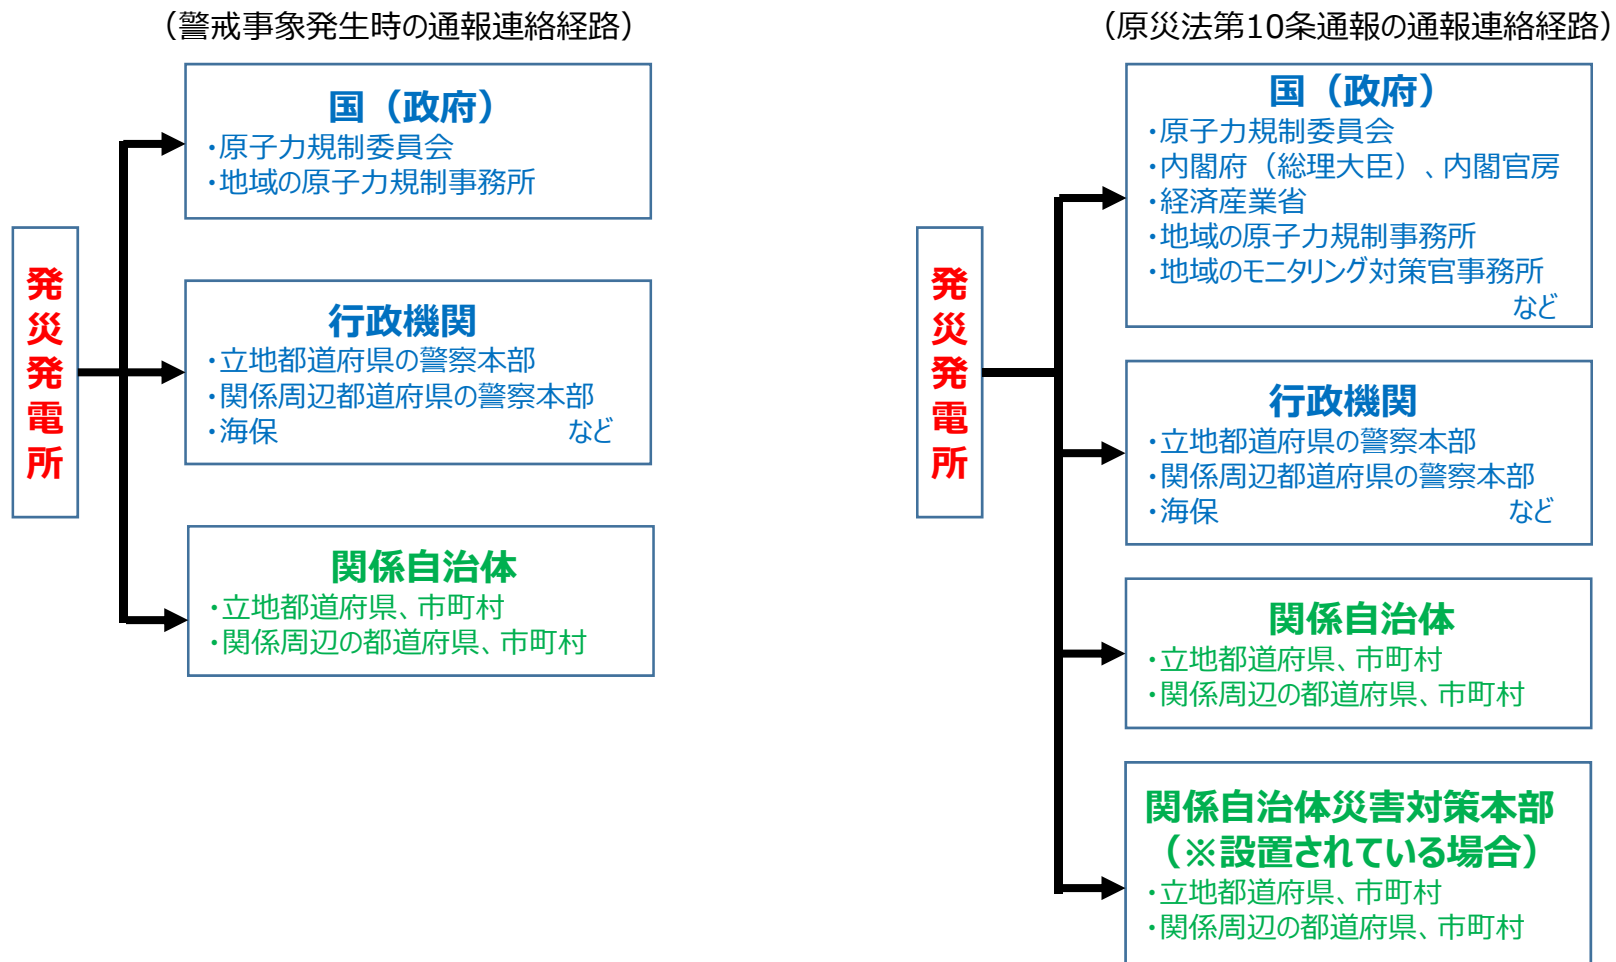 （警戒事象発生時の通報連絡経路）
発災発電所
国（政府）
・原子力規制委員会
・地域の原子力規制事務所
行政機関
・立地都道府県の警察本部
・関係周辺都道府県の警察本部
・海保 など
関係自治体
・立地都道府県、市町村
・関係周辺の都道府県、市町村
（原災法第10条通報の通報連絡経路）
発災発電所
国（政府）
・原子力規制委員会
・内閣府（総理大臣）、内閣官房
・経済産業省
・地域の原子力規制事務所
・地域のモニタリング対策官事務所
など
行政機関
・立地都道府県の警察本部
・関係周辺都道府県の警察本部
・海保 など
関係自治体
・立地都道府県、市町村
・関係周辺の都道府県、市町村
関係自治体災害対策本部
（※設置されている場合）
・立地都道府県、市町村
・関係周辺の都道府県、市町村